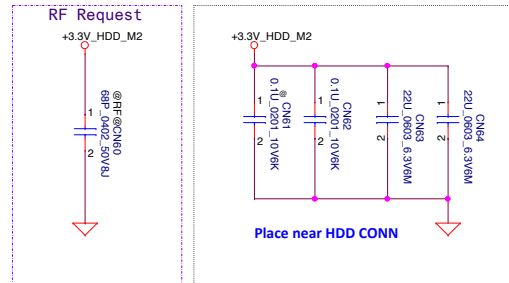 RF Request
+3.3V_HDD_M2
1
2
@RF@CN60
68P_0402_50V8J
+3.3V_HDD_M2
1
2
@
CN61
0.1U_0201_10V6K
1
2
CN62
0.1U_0201_10V6K
1
2
CN63
22U_0603_6.3V6M
1
2
CN64
22U_0603_6.3V6M
Place near HDD CONN